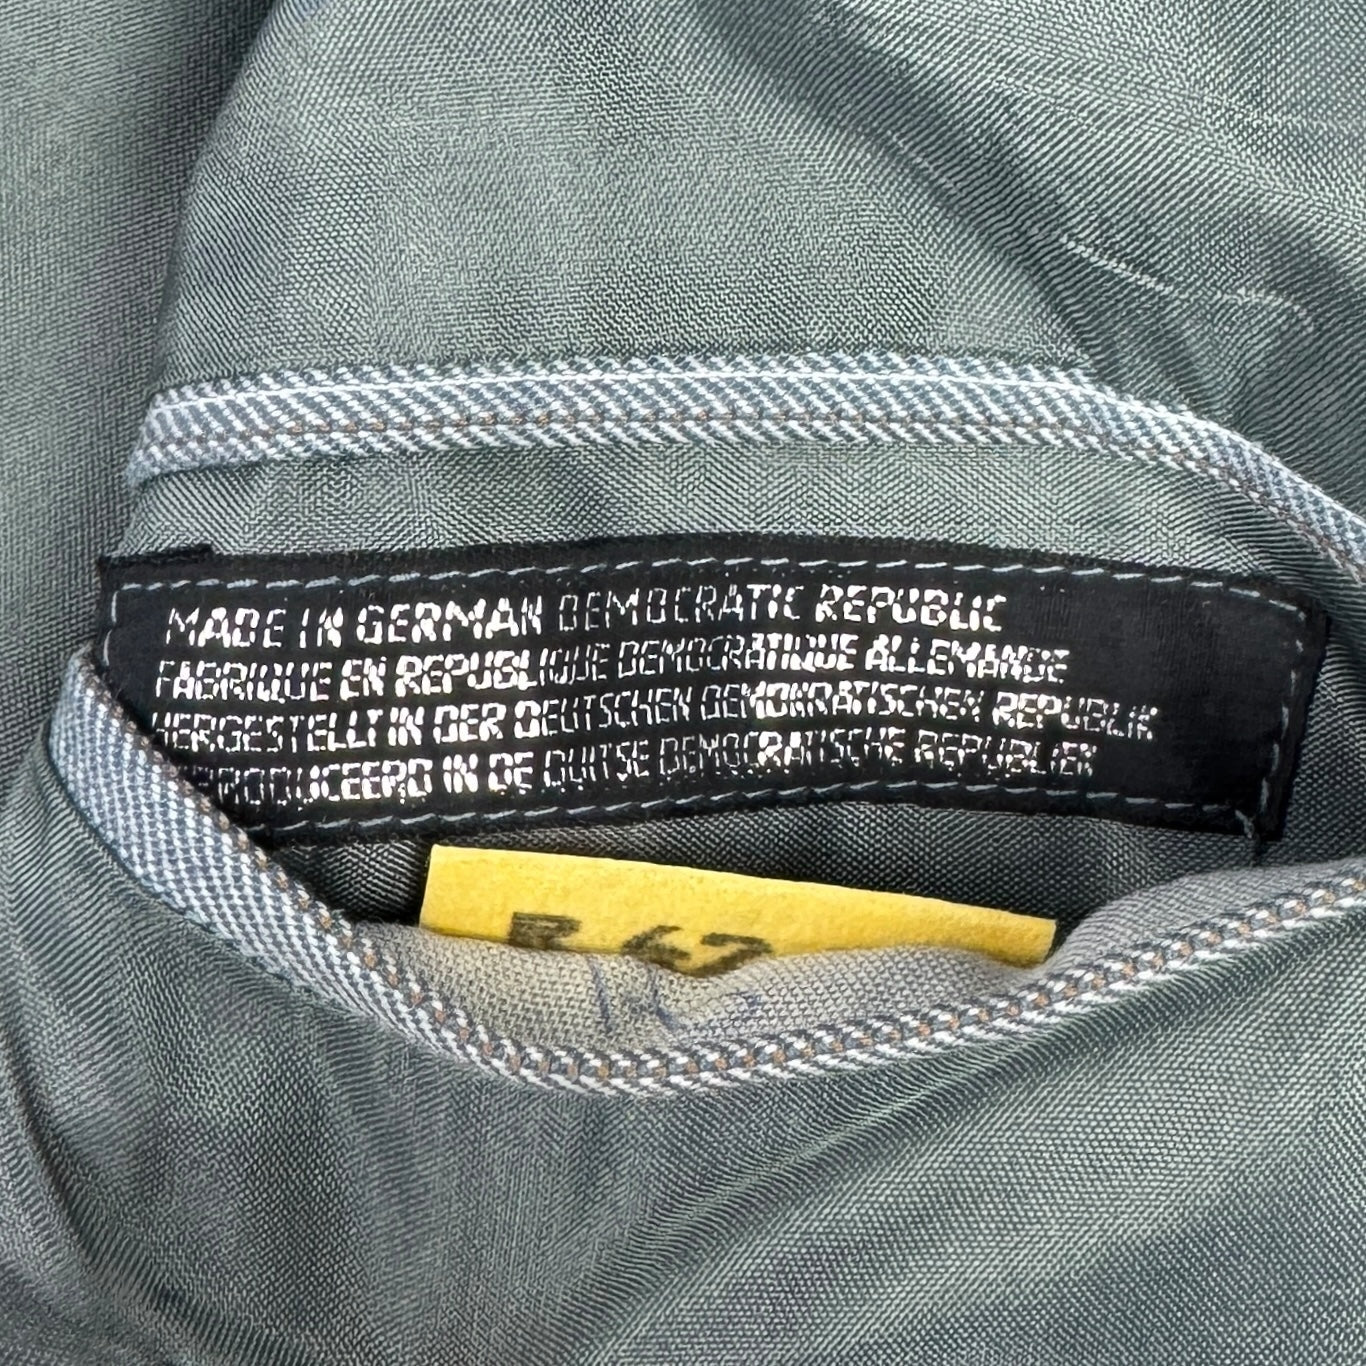 MADE IN GERMAN DEMOCRATIC REPUBLIC
FABRIQUE EN REPUBLIQUE DEMOCRATIQUE ALLEMANDE
HERGESTELLT IN DER DEUTSCHEN DEMOKRATISCHEN REPUBLIK
PRODUCEERD IN DE DUITSE DEMOCRATISCHE REPUBLIEK